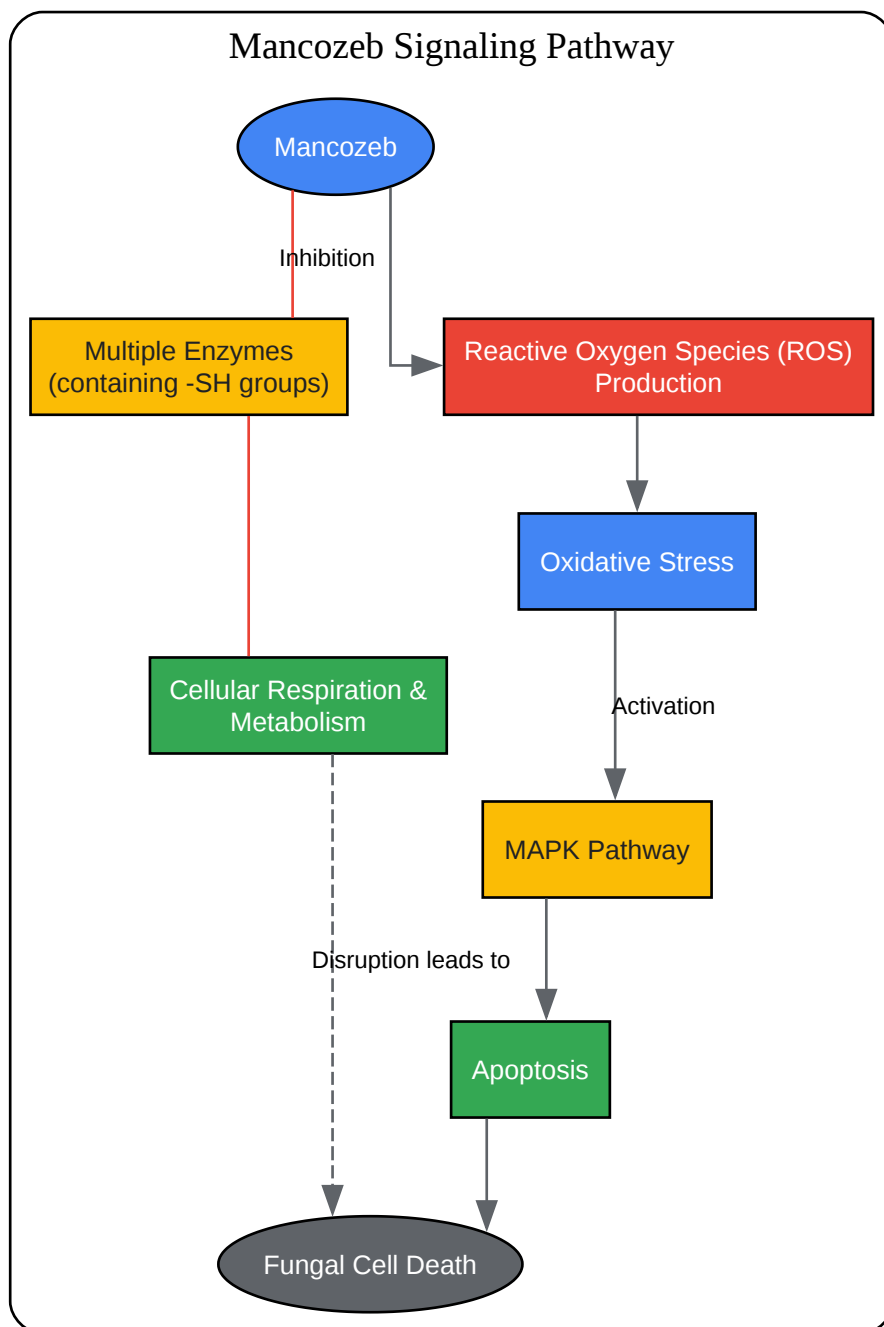 Mancozeb Signaling Pathway
Mancozeb
Inhibition
Multiple Enzymes
(containing -SH groups)
Reactive Oxygen Species (ROS)
Production
Oxidative Stress
Cellular Respiration &
Metabolism
Activation
MAPK Pathway
Disruption leads to
Apoptosis
Fungal Cell Death